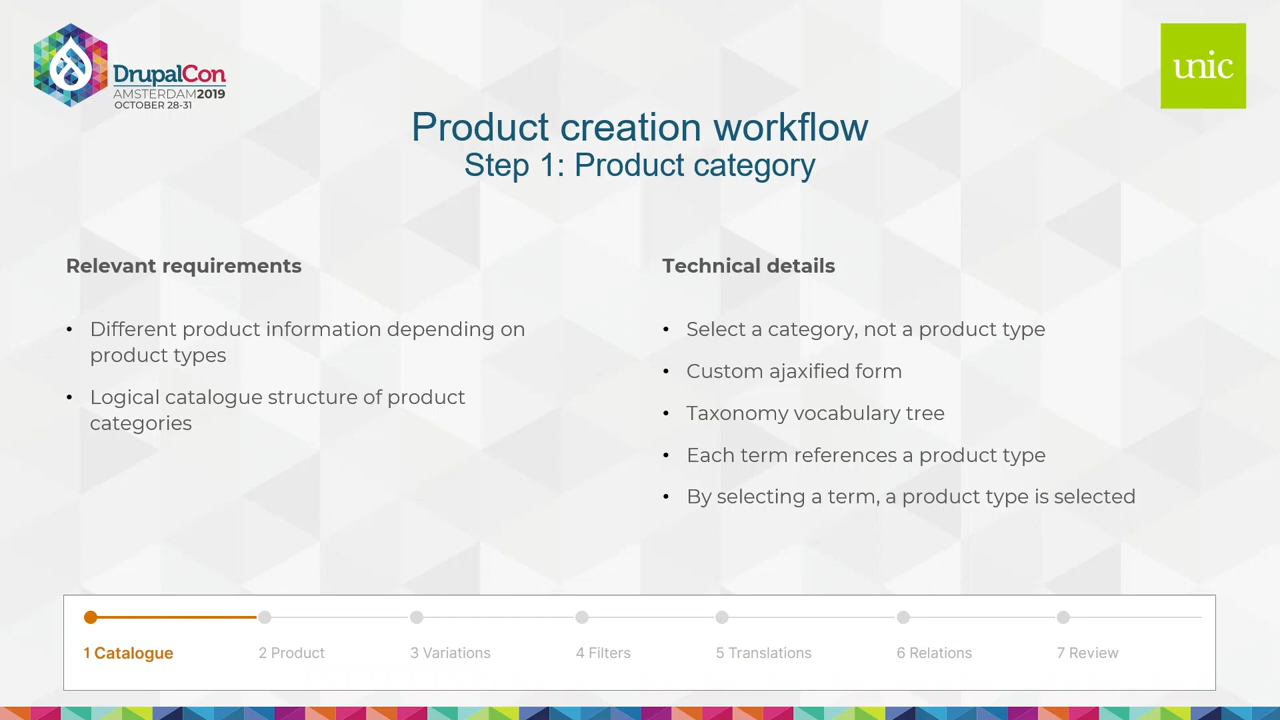 DrupalCon
AMSTERDAM2019
OCTOBER 28-31
unic
Product creation workflow
Step 1: Product category
Relevant requirements
• Different product information depending on
product types
• Logical catalogue structure of product
categories
Technical details
• Select a category, not a product type
• Custom ajaxified form
• Taxonomy vocabulary tree
• Each term references a product type
• By selecting a term, a product type is selected
1 Catalogue
2 Product
3 Variations
4 Filters
5 Translations
6 Relations
7 Review